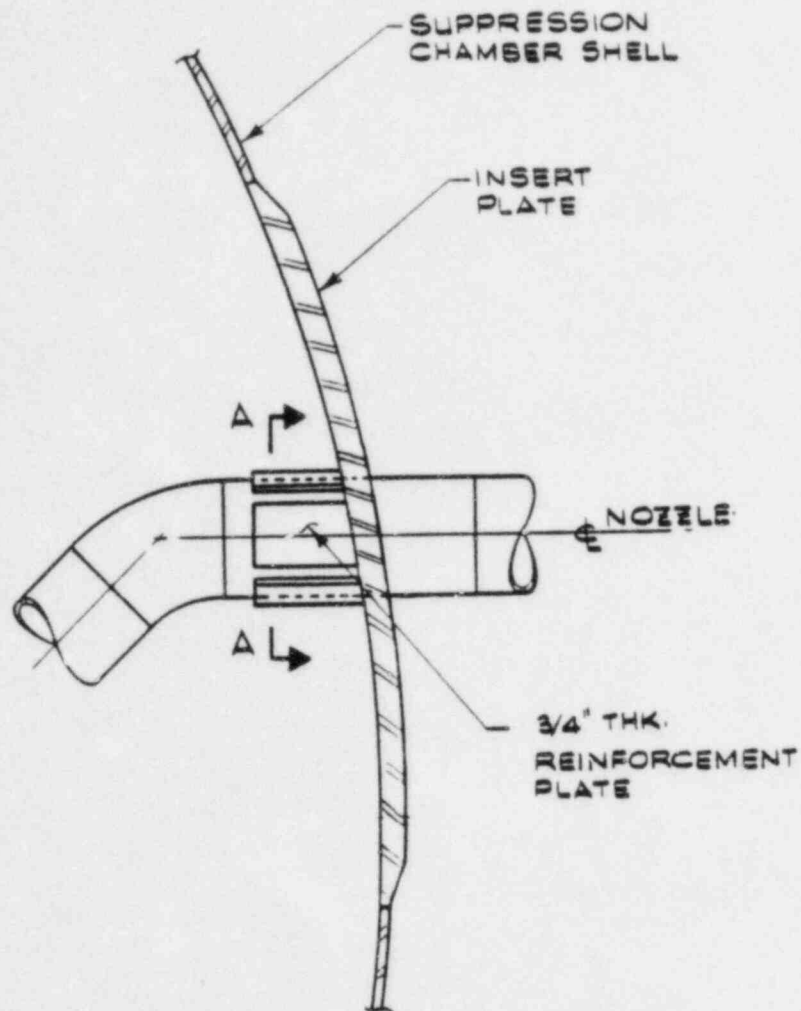 SUPPRESSION
CHAMBER SHELL
INSERT
PLATE
A
℄ NOZZLE
A
3/4" THK.
REINFORCEMENT
PLATE